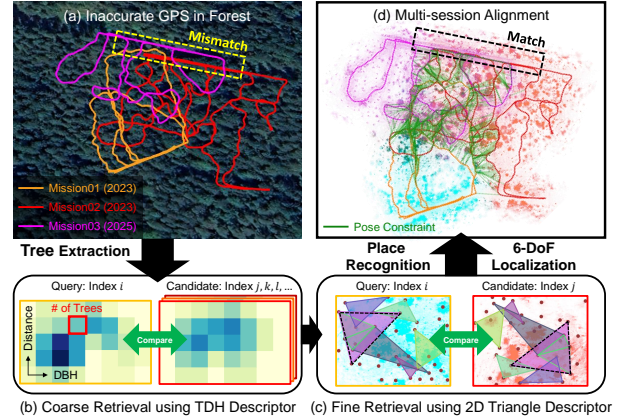 (a) Inaccurate GPS in Forest
Mismatch
Mission01 (2023)
Mission02 (2023)
Mission03 (2025)
(d) Multi-session Alignment
Match
Pose Constraint
Tree Extraction
Place
Recognition
6-DoF
Localization
Query: Index i
# of Trees
Distance
DBH
Compare
Candidate: Index j, k, l, ...
(b) Coarse Retrieval using TDH Descriptor
Query: Index i
Compare
Candidate: Index j
(c) Fine Retrieval using 2D Triangle Descriptor